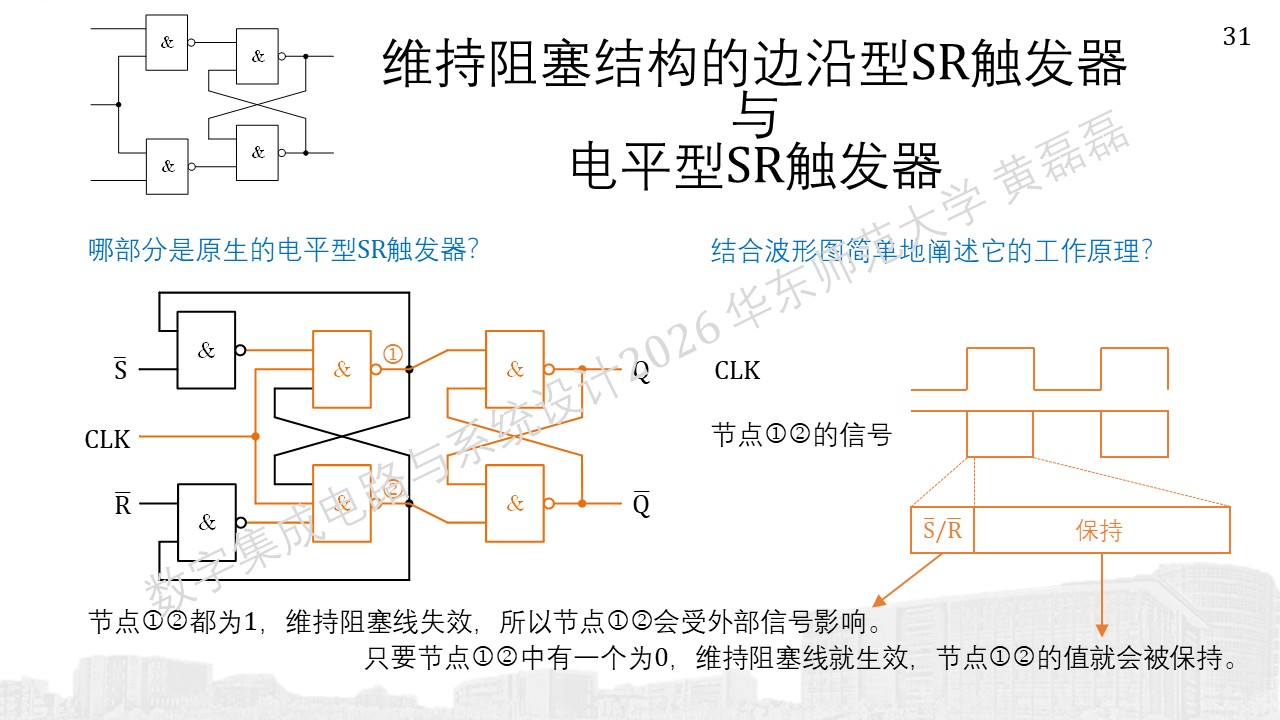 31
维持阻塞结构的边沿型SR触发器
与
电平型SR触发器
&
&
&
&
哪部分是原生的电平型SR触发器?
结合波形图简单地阐述它的工作原理?
&
&
①
&
S̅
Q
CLK
R̅
&
&
②
&
Q̅
CLK
节点①②的信号
S̅/R̅
保持
节点①②都为1，维持阻塞线失效，所以节点①②会受外部信号影响。
只要节点①②中有一个为0，维持阻塞线就生效，节点①②的值就会被保持。
数字集成电路与系统设计2026 华东师范大学 黄磊磊